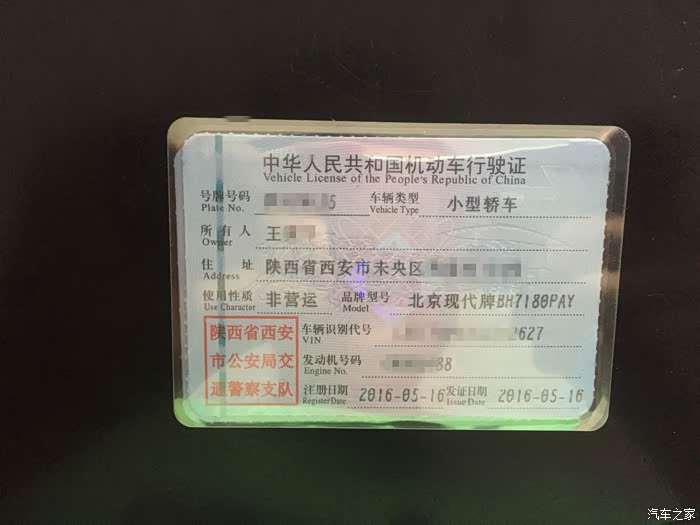 中华人民共和国机动车行驶证
Vehicle License of the People's Republic of China
号牌号码 5 车辆类型 小型轿车
Plate No. Vehicle Type
所有人 王
Owner
住址 陕西省西安市未央区
Address
使用性质 非营运 品牌型号 北京现代牌BH7180PAY
Use Character Model
陕西省西安 车辆识别代号 2627
VIN
市公安局交 发动机号码 88
Engine No.
通警察支队 注册日期 2016-05-16 发证日期 2016-05-16
Register Date Issue Date
汽车之家